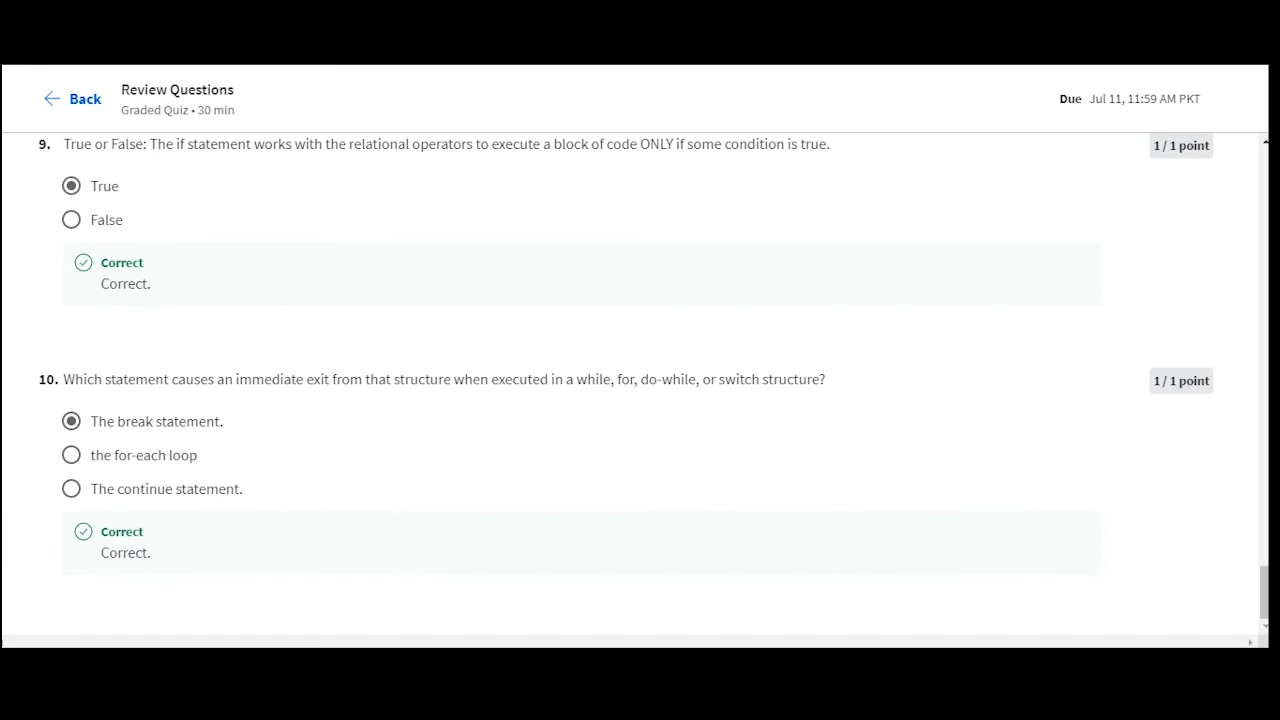 Back
Review Questions
Graded Quiz • 30 min
Due Jul 11, 11:59 AM PKT
9. True or False: The if statement works with the relational operators to execute a block of code ONLY if some condition is true.
1 / 1 point
True
False
Correct
Correct.
10. Which statement causes an immediate exit from that structure when executed in a while, for, do-while, or switch structure?
1 / 1 point
The break statement.
the for-each loop
The continue statement.
Correct
Correct.